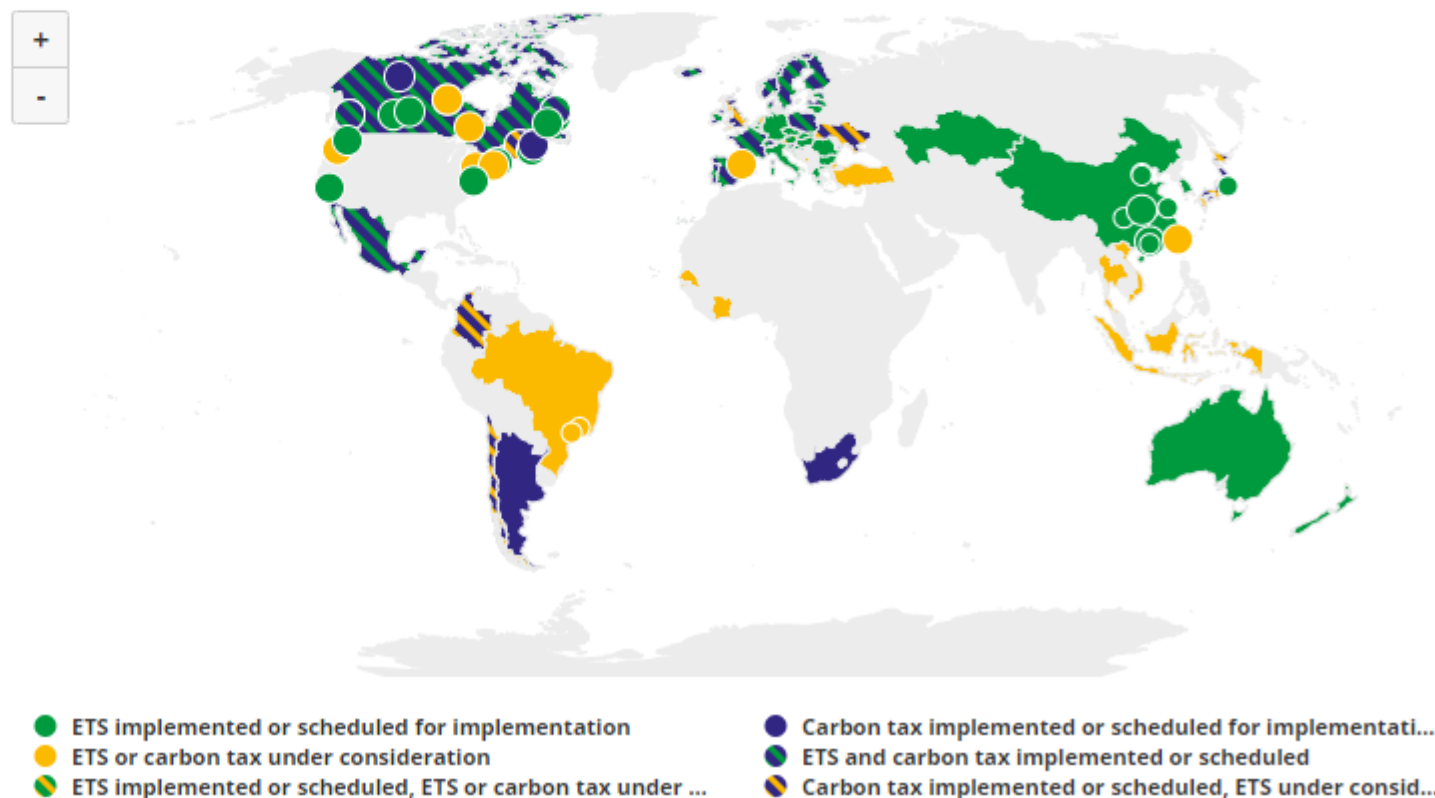 +
-
ETS implemented or scheduled for implementation
Carbon tax implemented or scheduled for implementati...
ETS or carbon tax under consideration
ETS and carbon tax implemented or scheduled
ETS implemented or scheduled, ETS or carbon tax under ...
Carbon tax implemented or scheduled, ETS under consid...